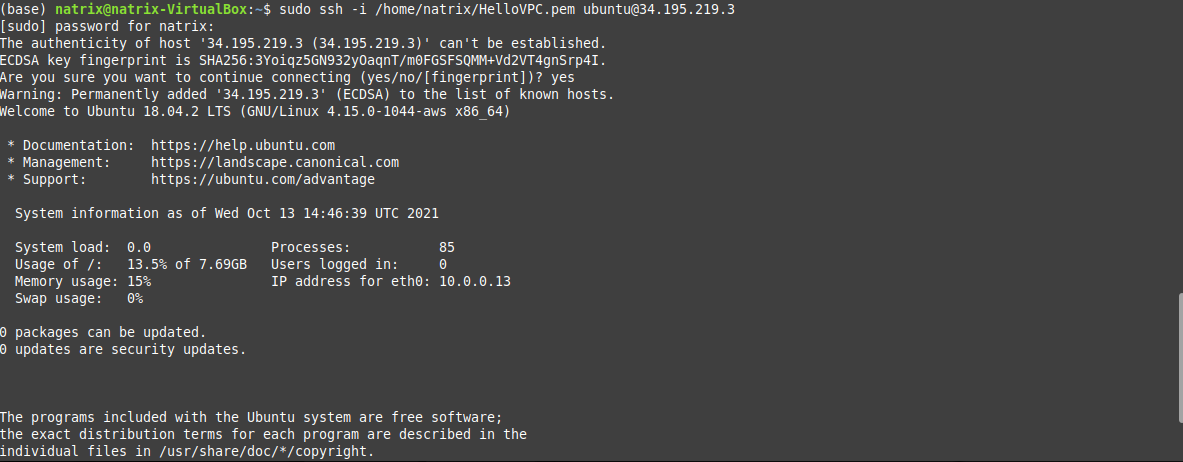 (base) natrix@natrix-VirtualBox:~$ sudo ssh -i /home/natrix/HelloVPC.pem ubuntu@34.195.219.3
[sudo] password for natrix:
The authenticity of host '34.195.219.3 (34.195.219.3)' can't be established.
ECDSA key fingerprint is SHA256:3Yoiqz5GN932yOaqnT/m0FGSFSQMM+Vd2VT4gnSrp4I.
Are you sure you want to continue connecting (yes/no/[fingerprint])? yes
Warning: Permanently added '34.195.219.3' (ECDSA) to the list of known hosts.
Welcome to Ubuntu 18.04.2 LTS (GNU/Linux 4.15.0-1044-aws x86_64)
* Documentation:  https://help.ubuntu.com
* Management:     https://landscape.canonical.com
* Support:        https://ubuntu.com/advantage
System information as of Wed Oct 13 14:46:39 UTC 2021
System load:  0.0               Processes:           85
Usage of /:   13.5% of 7.69GB   Users logged in:     0
Memory usage: 15%               IP address for eth0: 10.0.0.13
Swap usage:   0%
0 packages can be updated.
0 updates are security updates.
The programs included with the Ubuntu system are free software;
the exact distribution terms for each program are described in the
individual files in /usr/share/doc/*/copyright.